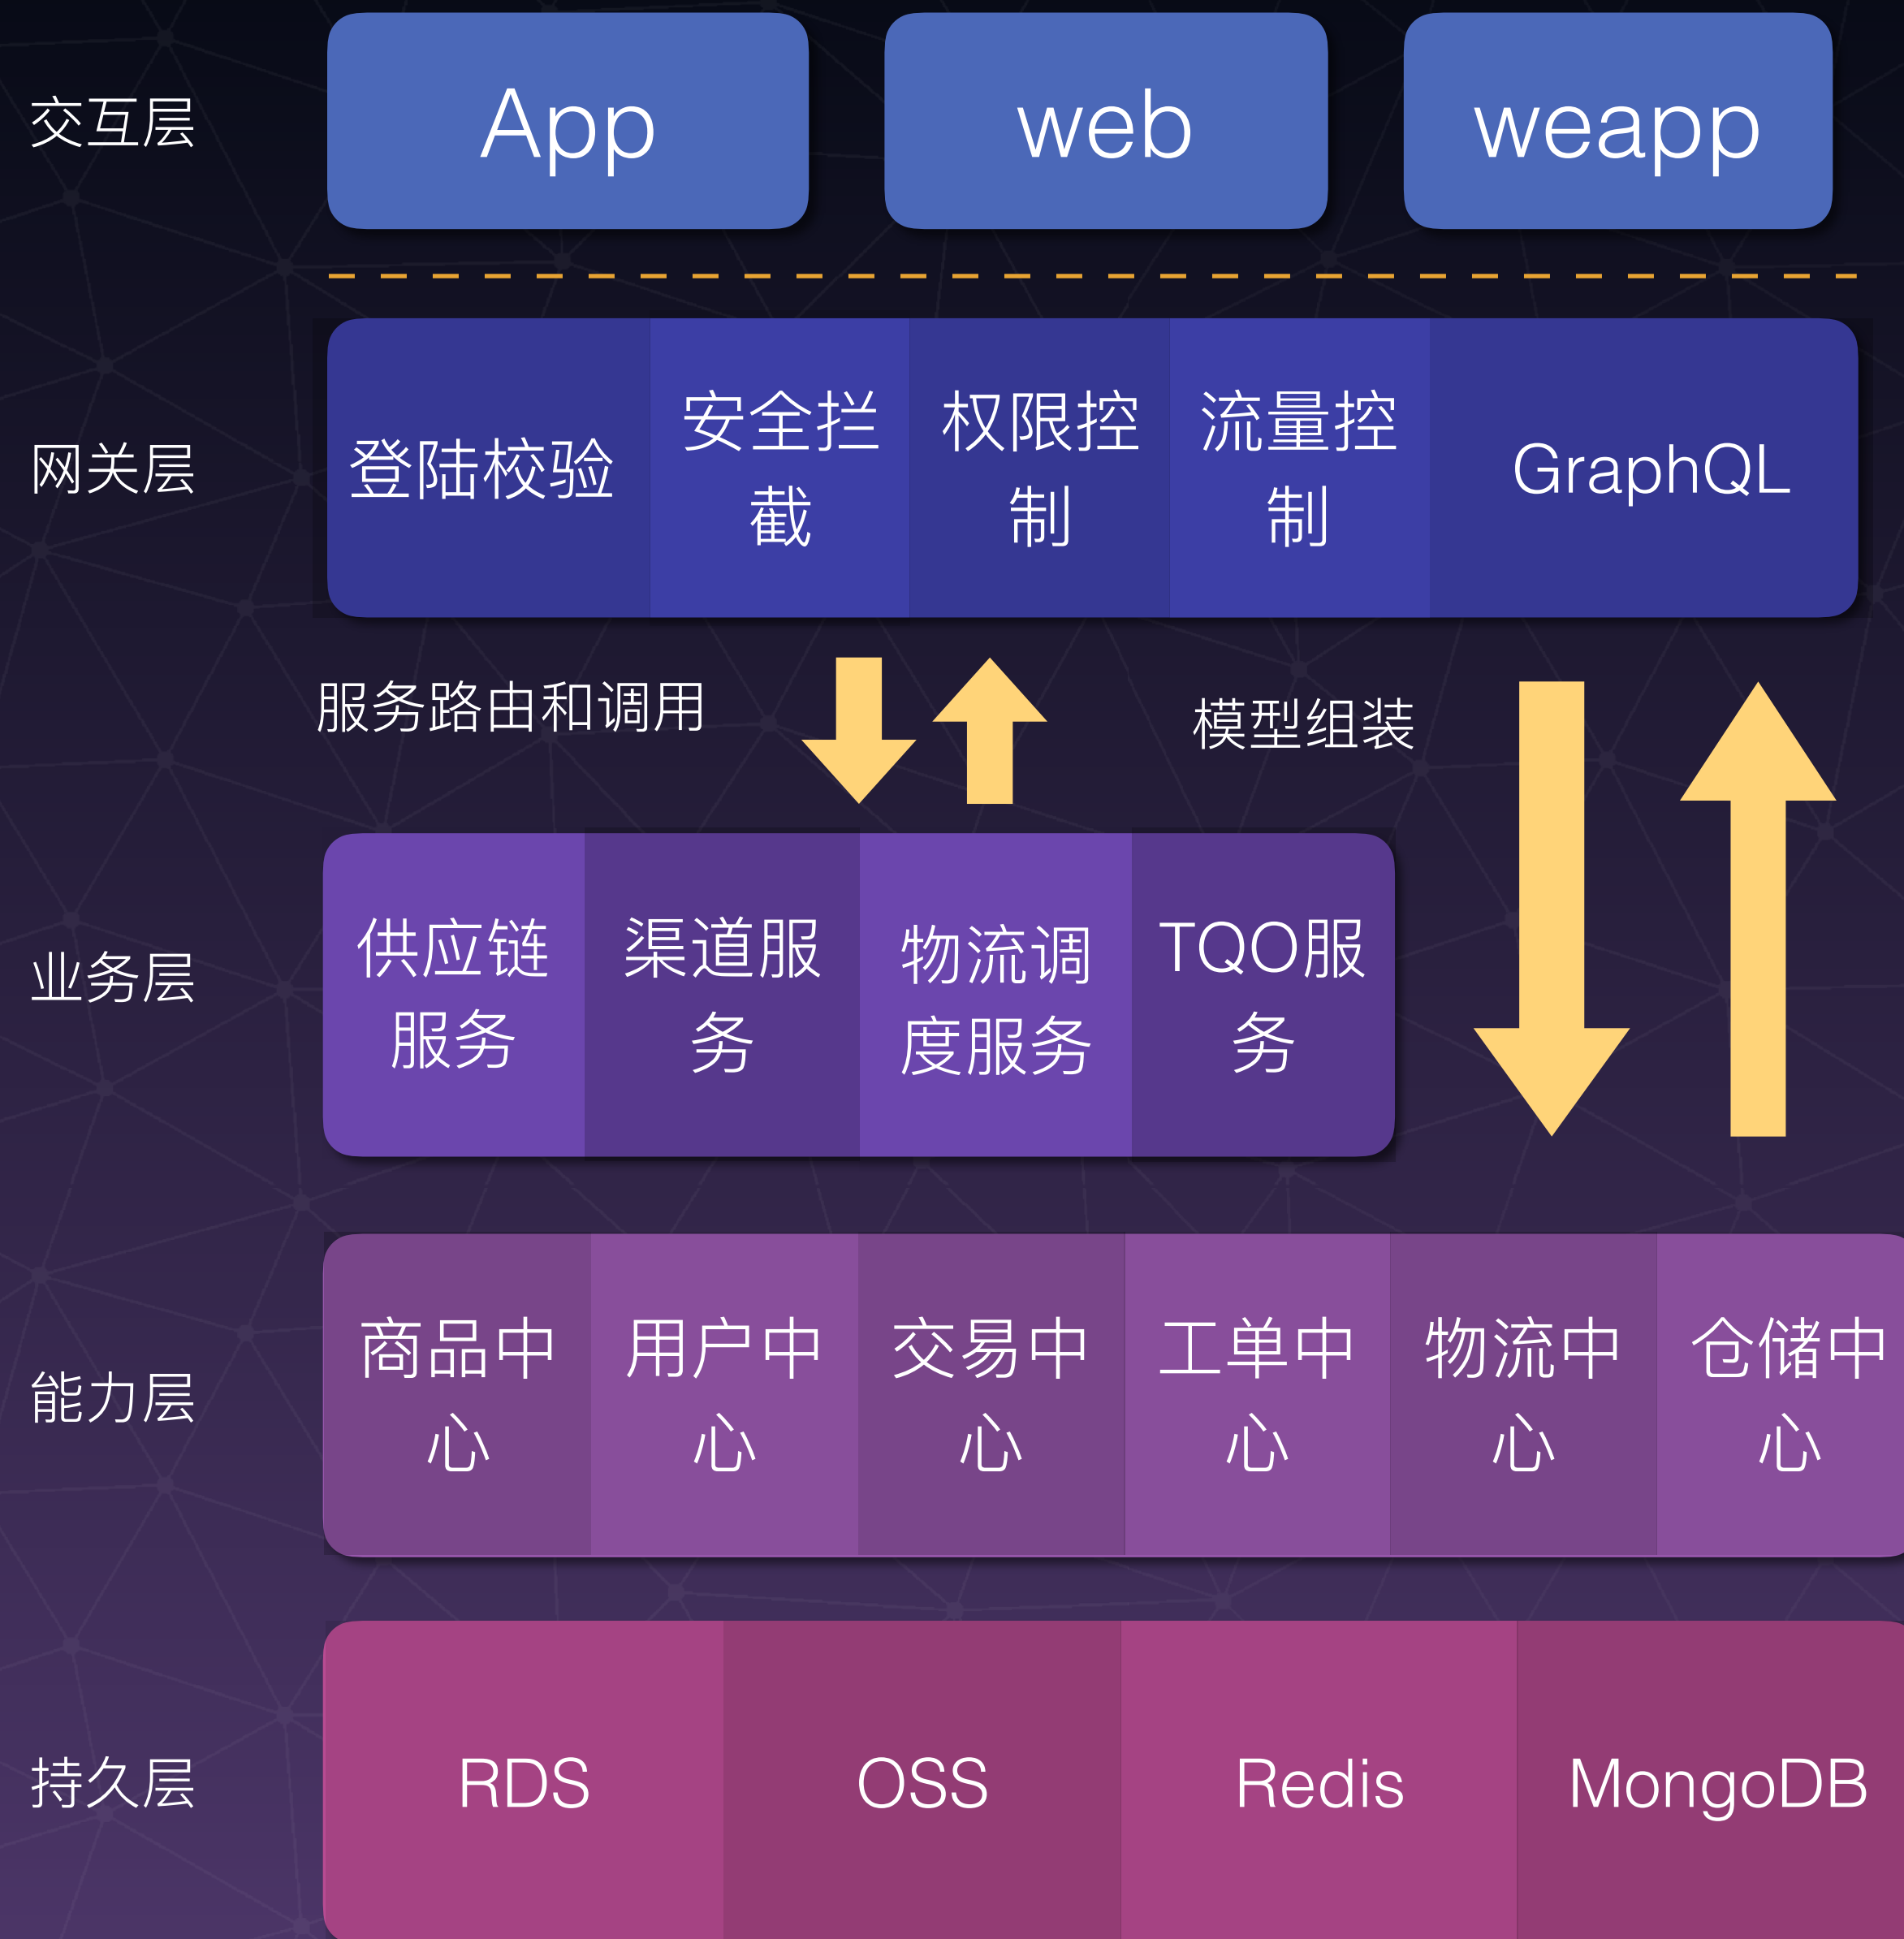 交互层
App
web
weapp
网关层
登陆校验
安全拦
截
权限控
制
流量控
制
GraphQL
服务路由和调用
模型组装
业务层
供应链
服务
渠道服
务
物流调
度服务
TQO服
务
能力层
商品中
心
用户中
心
交易中
心
工单中
心
物流中
心
仓储中
心
持久层
RDS
OSS
Redis
MongoDB